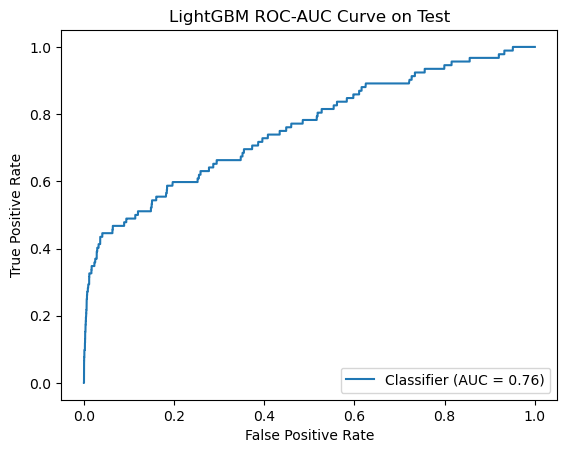 LightGBM ROC-AUC Curve on Test
1.0
0.8
0.6
0.4
0.2
0.0
True Positive Rate
Classifier (AUC = 0.76)
0.0 0.2 0.4 0.6 0.8 1.0
False Positive Rate